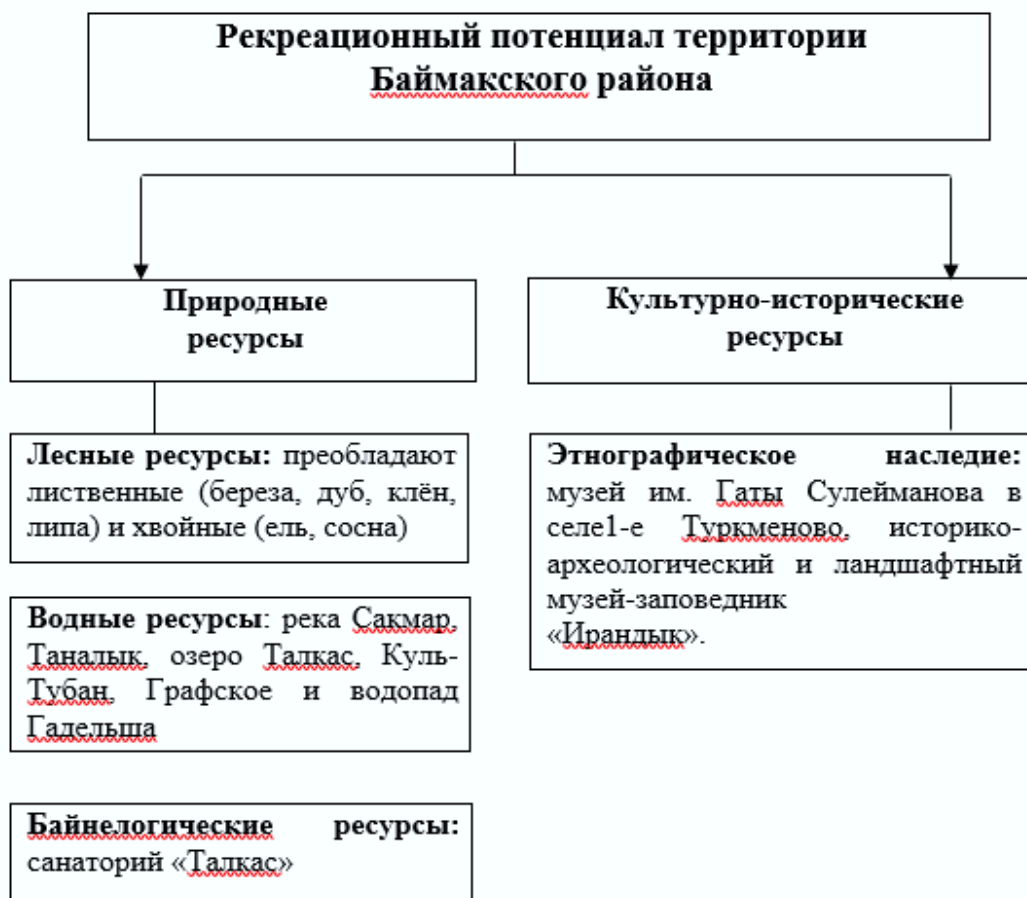 Рекреационный потенциал территории
Баймакского района
Природные
ресурсы
Культурно-исторические
ресурсы
Лесные ресурсы: преобладают
лиственные (береза, дуб, клён,
липа) и хвойные (ель, сосна)
Этнографическое наследие:
музей им. Гаты Сулейманова в
селе1-е Туркменово, историко-
археологический и ландшафтный
музей-заповедник
«Ирандык».
Водные ресурсы: река Сакмар,
Таналык, озеро Талкас, Куль-
Тубан, Графское и водопад
Гадельша
Байнелогические ресурсы:
санаторий «Талкас»